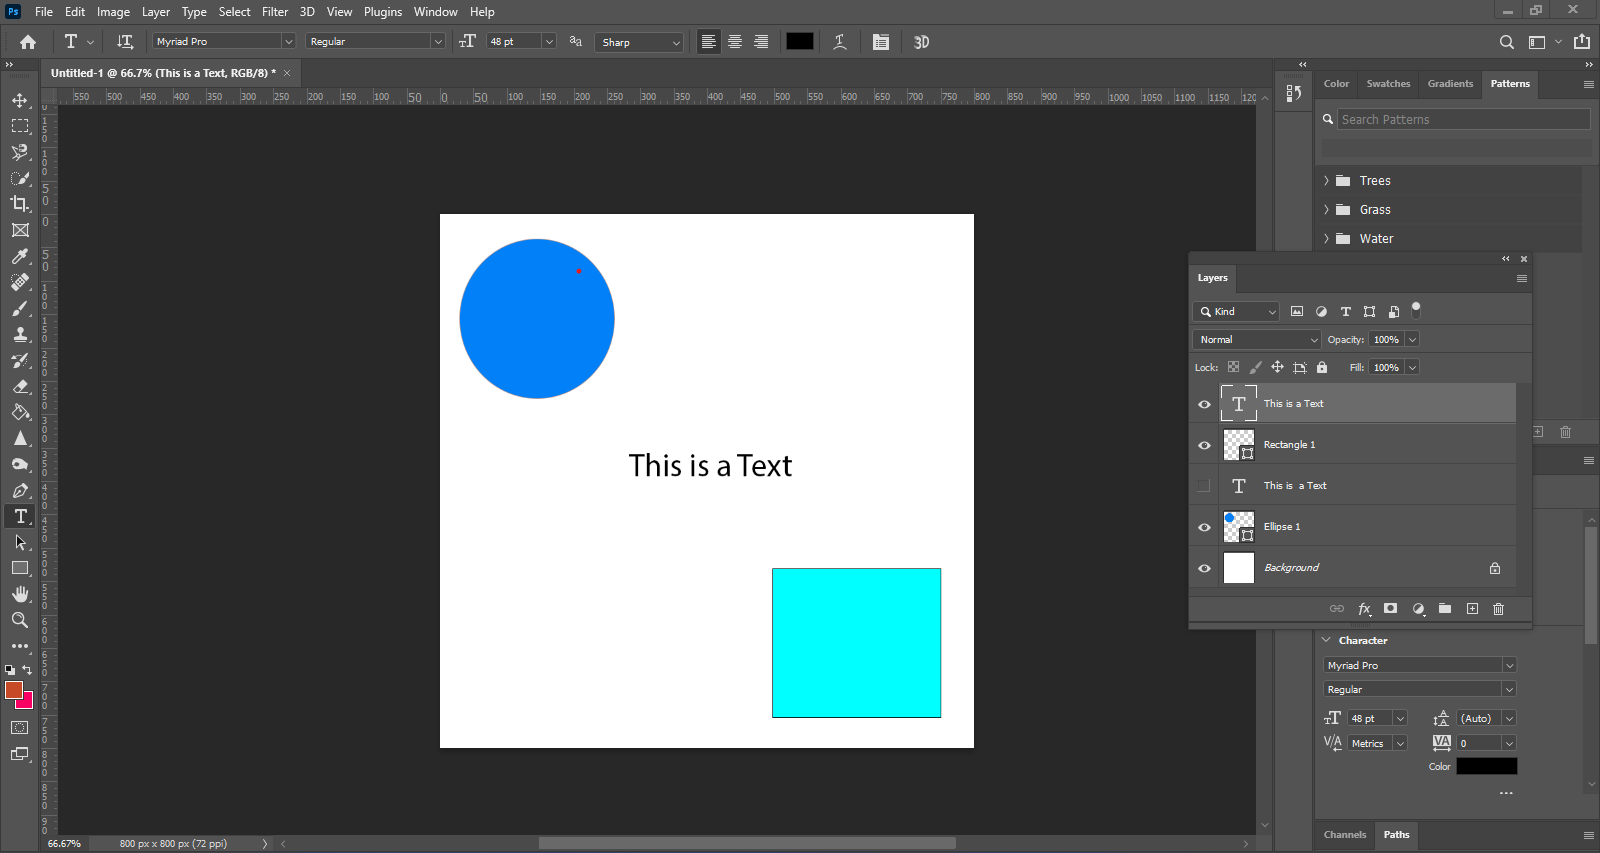 Ps File Edit Image Layer Type Select Filter 3D View Plugins Window Help
T Myriad Pro Regular 48 pt Sharp 3D
Untitled-1 @ 66.7% (This is a Text, RGB/8) * ×
550 500 450 400 350 300 250 200 150 100 50 0 50 100 150 200 250 300 350 400 450 500 550 600 650 700 750 800 850 900 950 1000 1050 1100 1150 120
Color Swatches Gradients Patterns
Search Patterns
Trees
Grass
Water
Layers
Kind
Normal Opacity: 100%
Lock: Fill: 100%
This is a Text
Rectangle 1
This is  a Text
Ellipse 1
Background
fx
This is a Text
Character
Myriad Pro
Regular
48 pt (Auto)
Metrics 0
Color
Channels Paths
66.67% 800 px x 800 px (72 ppi)